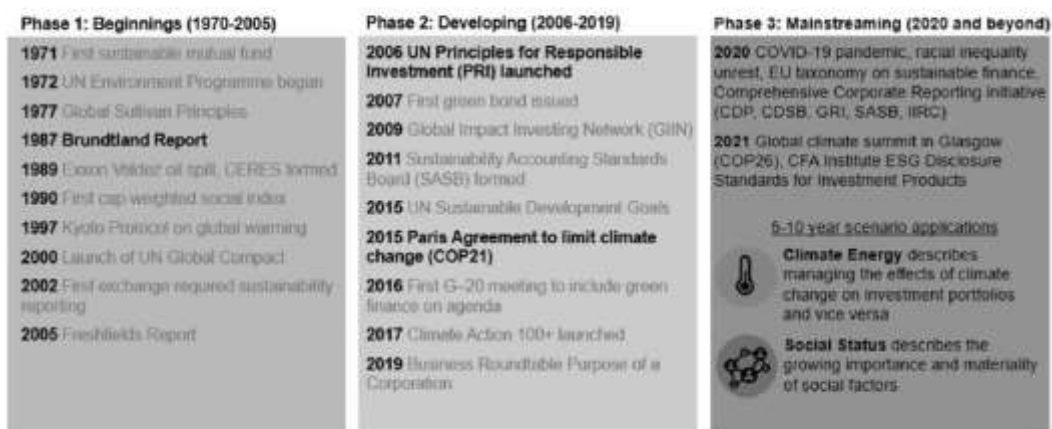 Phase 1: Beginnings (1970-2005)
1971 First sustainable mutual fund
1972 UN Environment Programme began
1977 Global Sullivan Principles
1987 Brundtland Report
1989 Exxon Valdez oil spill, CERES formed
1990 First cap-weighted social index
1997 Kyoto Protocol on global warming
2000 Launch of UN Global Compact
2002 First exchange required sustainability
reporting
2005 Freshfields Report
Phase 2: Developing (2006-2019)
2006 UN Principles for Responsible
Investment (PRI) launched
2007 First green bond issued
2009 Global Impact Investing Network (GIIN)
2011 Sustainability Accounting Standards
Board (SASB) formed
2015 UN Sustainable Development Goals
2015 Paris Agreement to limit climate
change (COP21)
2016 First G-20 meeting to include green
finance on agenda
2017 Climate Action 100+ launched
2019 Business Roundtable Purpose of a
Corporation
Phase 3: Mainstreaming (2020 and beyond)
2020 COVID-19 pandemic, racial inequality
unrest, EU taxonomy on sustainable finance,
Comprehensive Corporate Reporting Initiative
(CDP, CDSB, GRI, SASB, IIRC)
2021 Global climate summit in Glasgow
(COP26), CFA Institute ESG Disclosure
Standards for Investment Products
5-10 year scenario applications
Climate Energy describes
managing the effects of climate
change on investment portfolios
and vice versa
Social Status describes the
growing importance and materiality
of social factors